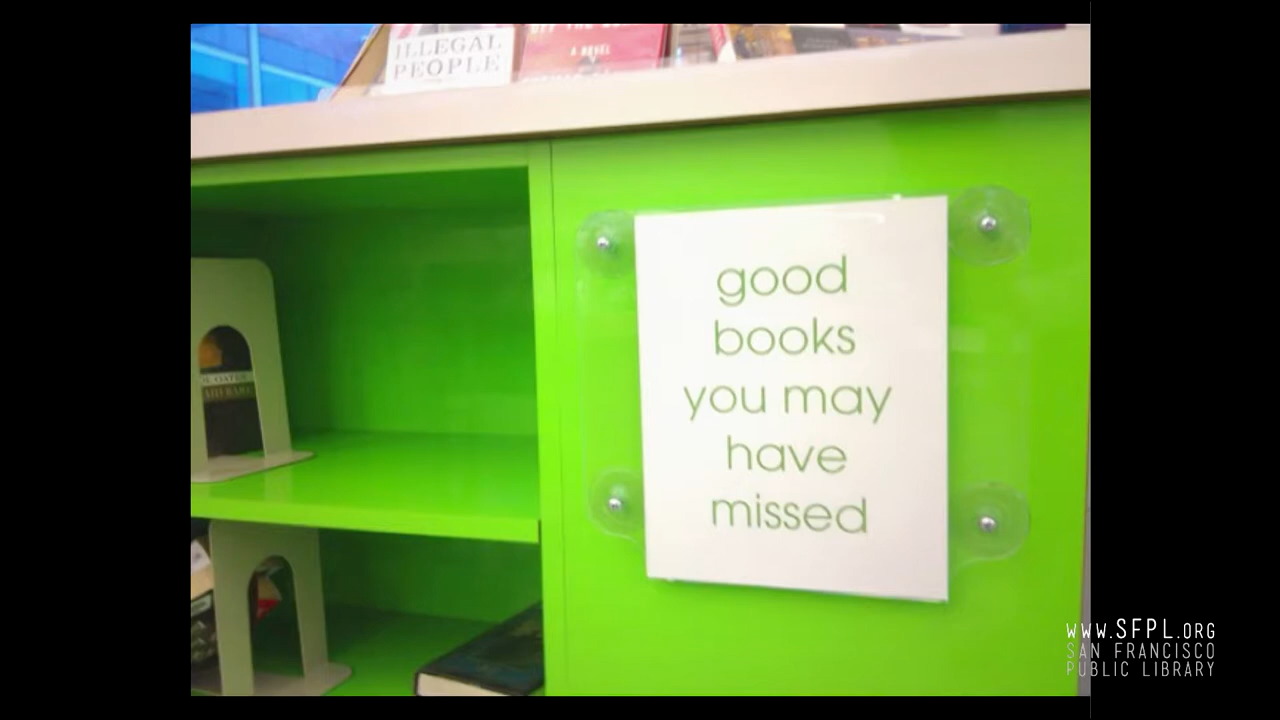 ILLEGAL
PEOPLE
A NOVEL
good
books
you may
have
missed
WWW.SFPL.ORG
SAN FRANCISCO
PUBLIC LIBRARY